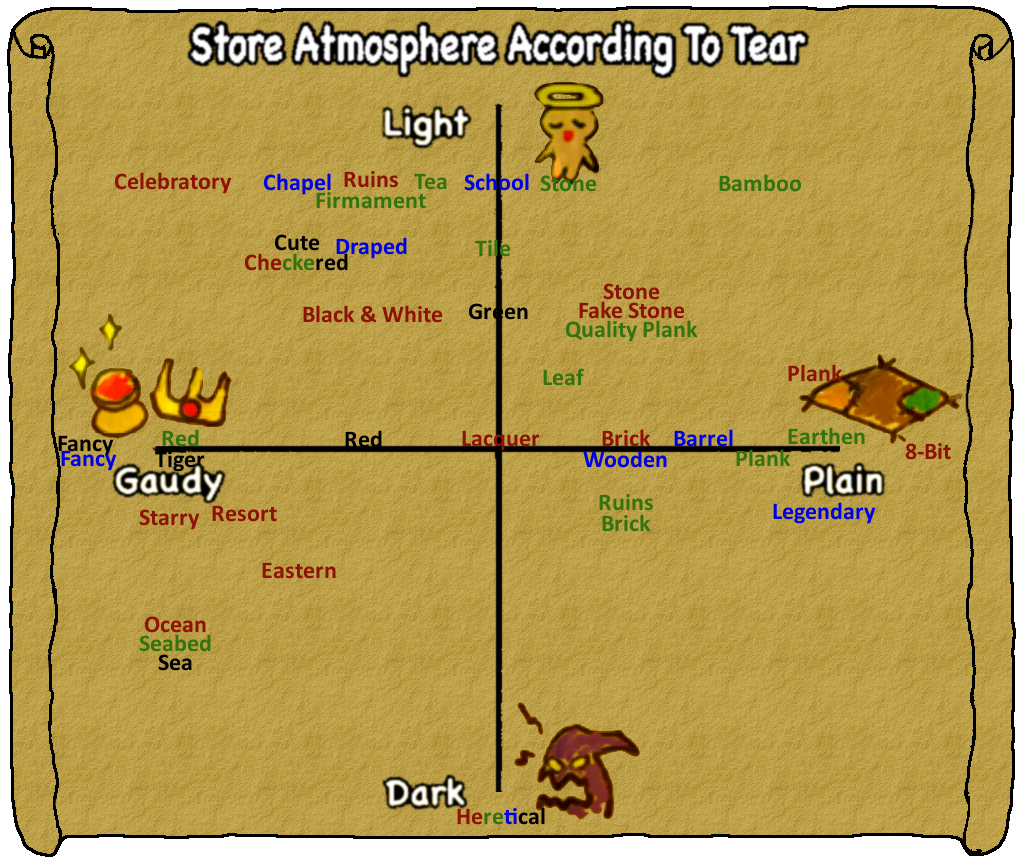 Store Atmosphere According To Tear
Light
Celebratory
Chapel
Ruins
Tea
School
Stone
Bamboo
Firmament
Cute
Draped
Tile
Checkered
Black & White
Green
Stone
Fake Stone
Quality Plank
Leaf
Plank
Fancy
Red
Red
Lacquer
Brick
Barrel
Earthen
Fancy
Tiger
Wooden
Plank
8-Bit
Gaudy
Plain
Starry
Resort
Ruins
Brick
Legendary
Eastern
Ocean
Seabed
Sea
Dark
Heretical